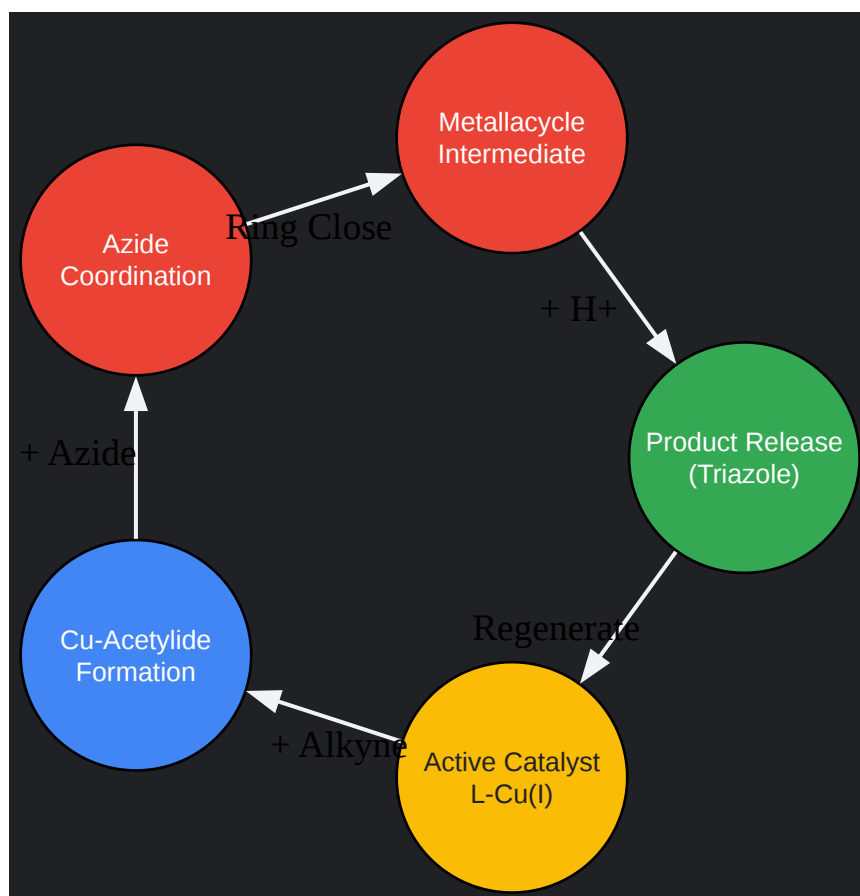 Metallacycle
Intermediate
Azide
Coordination
Ring Close
+ H+
Product Release
(Triazole)
+ Azide
Cu-Acetylide
Formation
Regenerate
+ Alkyne
Active Catalyst
L-Cu(I)